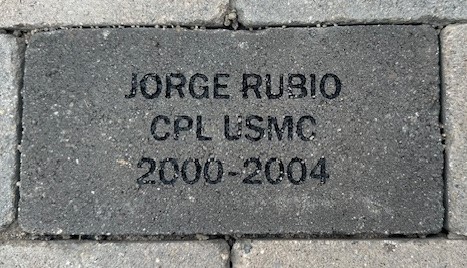 JORGE RUBIO
CPL USMC
2000-2004